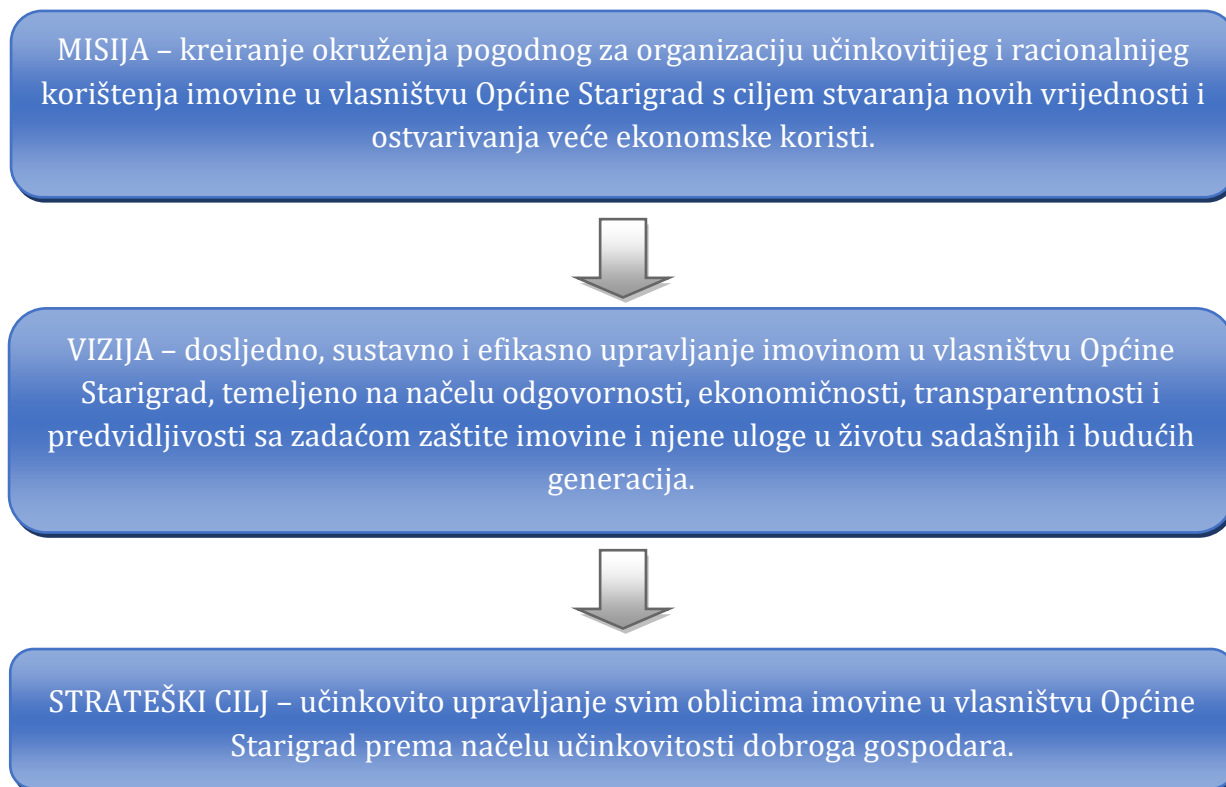 MISIJA – kreiranje okruženja pogodnog za organizaciju učinkovitijeg i racionalnijeg
korištenja imovine u vlasništvu Općine Starigrad s ciljem stvaranja novih vrijednosti i
ostvarivanja veće ekonomske koristi.
VIZIJA – dosljedno, sustavno i efikasno upravljanje imovinom u vlasništvu Općine
Starigrad, temeljeno na načelu odgovornosti, ekonomičnosti, transparentnosti i
predvidljivosti sa zadaćom zaštite imovine i njene uloge u životu sadašnjih i budućih
generacija.
STRATEŠKI CILJ – učinkovito upravljanje svim oblicima imovine u vlasništvu Općine
Starigrad prema načelu učinkovitosti dobroga gospodara.